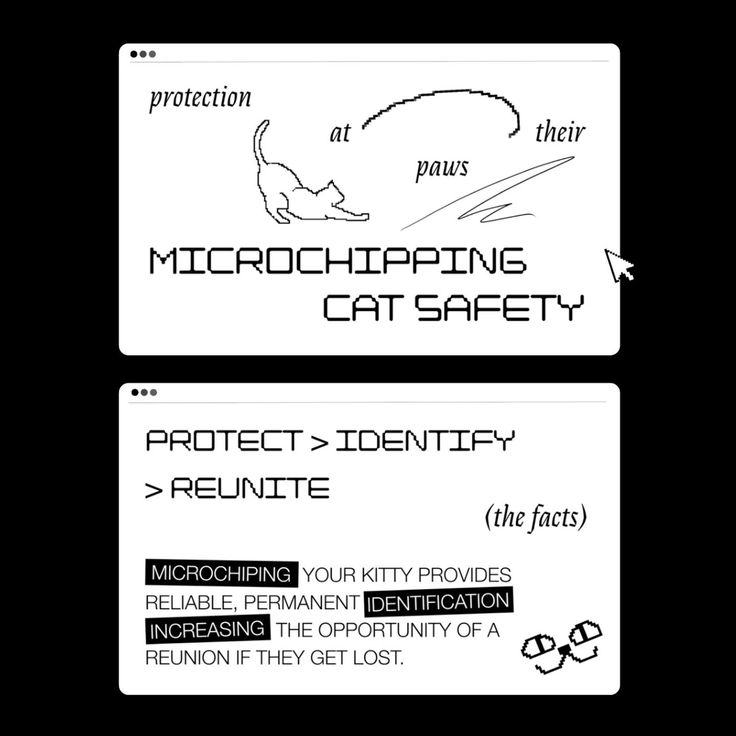 protection
at their
paws
MICROCHIPPING
CAT SAFETY
PROTECT > IDENTIFY
> REUNITE
(the facts)
MICROCHIPING YOUR KITTY PROVIDES
RELIABLE, PERMANENT IDENTIFICATION
INCREASING THE OPPORTUNITY OF A
REUNION IF THEY GET LOST.